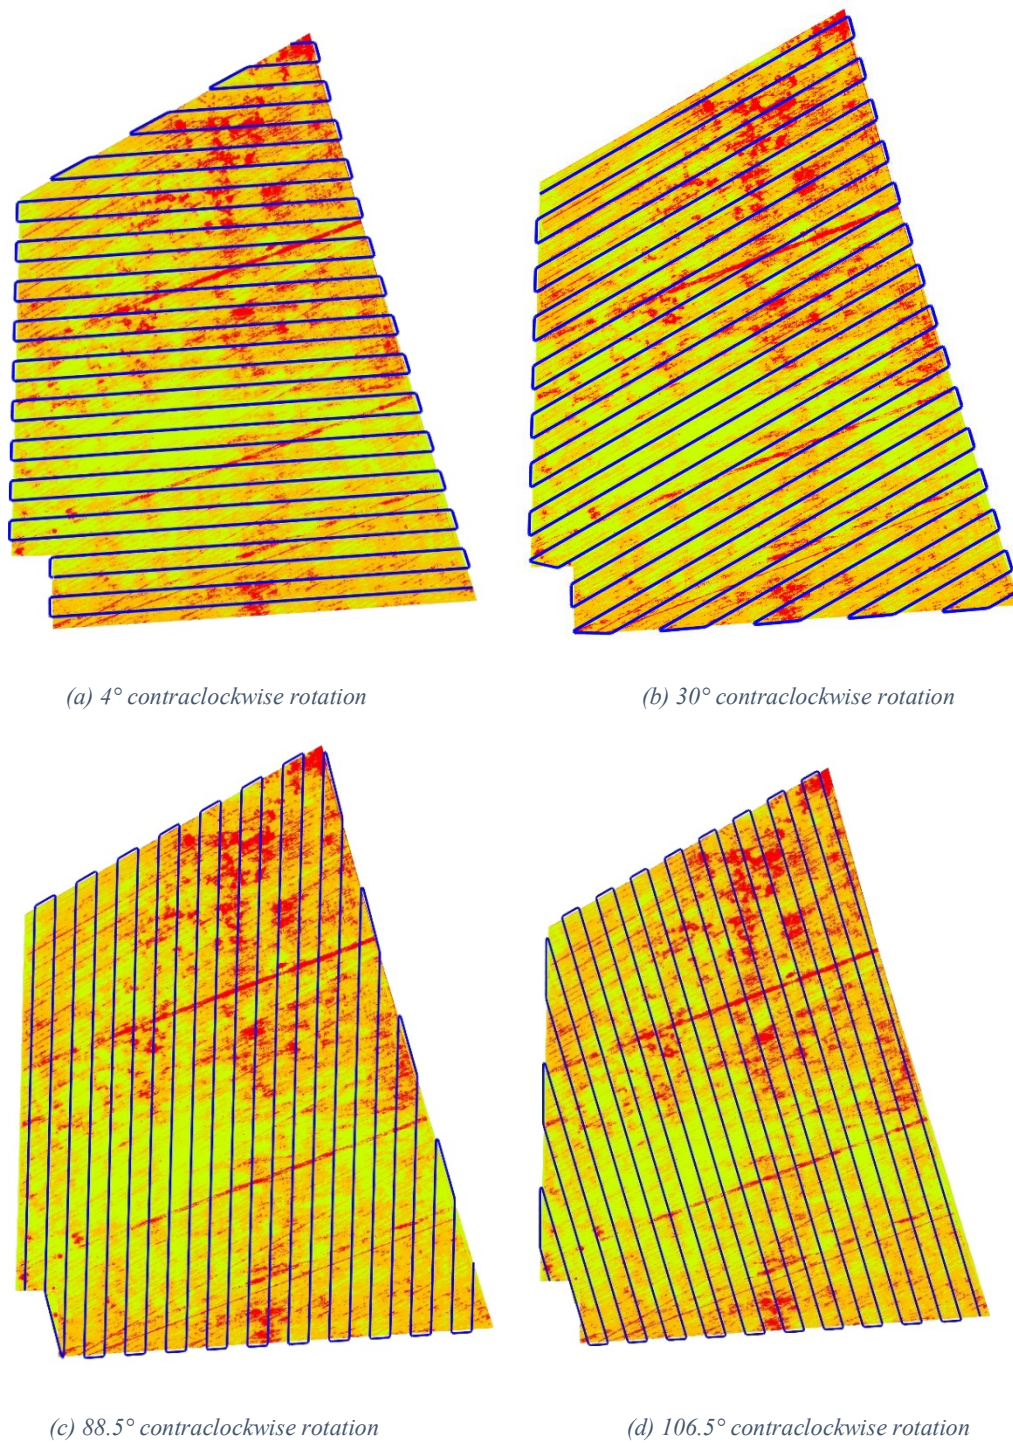 (a) 4° contraclockwise rotation
(b) 30° contraclockwise rotation
(c) 88.5° contraclockwise rotation
(d) 106.5° contraclockwise rotation